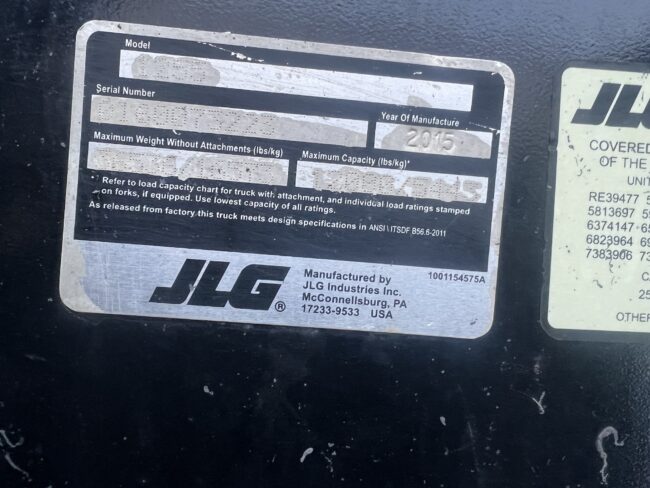 Model
Serial Number
Year Of Manufacture
2015
Maximum Weight Without Attachments (lbs/kg)
Maximum Capacity (lbs/kg)*
* Refer to load capacity chart for truck with attachment, and individual load ratings stamped
on forks, if equipped. Use lowest capacity of all ratings.
As released from factory this truck meets design specifications in ANSI \ ITSDF B56.6-2011
JLG®
Manufactured by
JLG Industries Inc.
McConnellsburg, PA
17233-9533 USA
1001154575A
JLG
COVERED
OF THE
UNIT
RE39477
5813697
6374147
6823964
7383906
OTHER